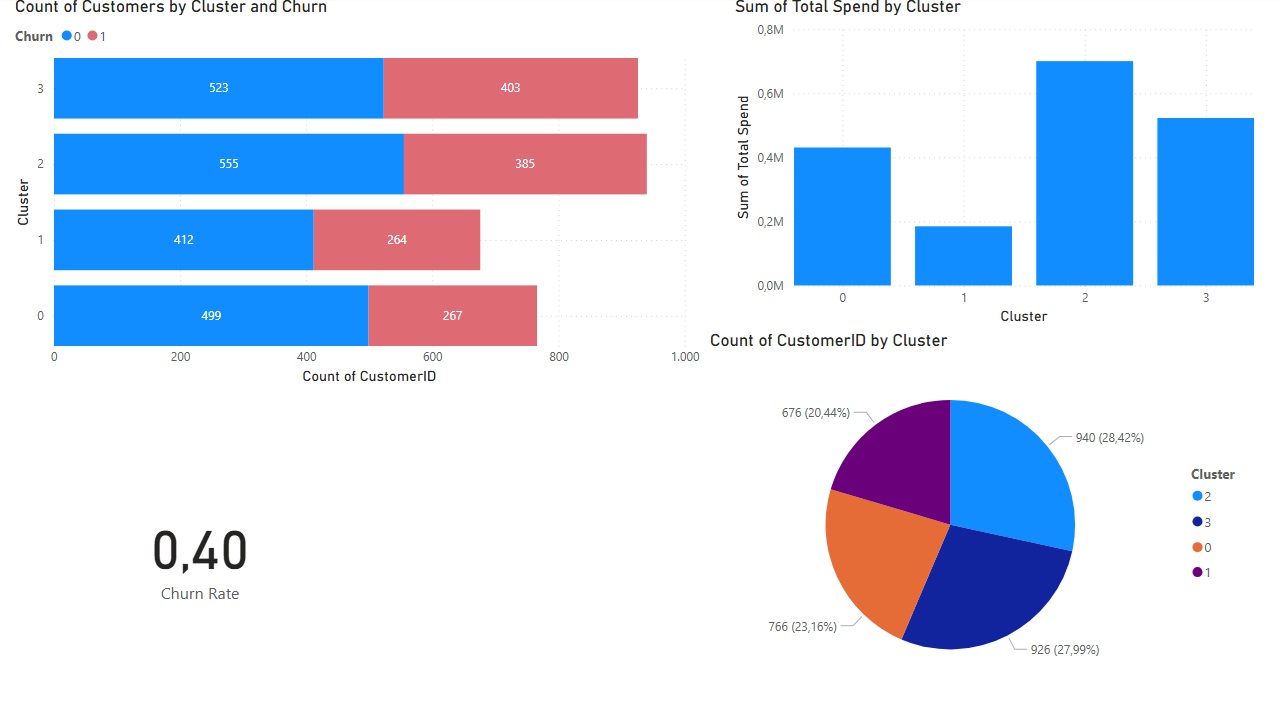 Count of Customers by Cluster and Churn
Churn 0 1
Cluster
3
523
403
2
555
385
1
412
264
0
499
267
0 200 400 600 800 1.000
Count of CustomerID
Sum of Total Spend by Cluster
Sum of Total Spend
0,8M
0,6M
0,4M
0,2M
0,0M
0 1 2 3
Cluster
Count of CustomerID by Cluster
676 (20,44%)
940 (28,42%)
766 (23,16%)
926 (27,99%)
Cluster
2
3
0
1
0,40
Churn Rate